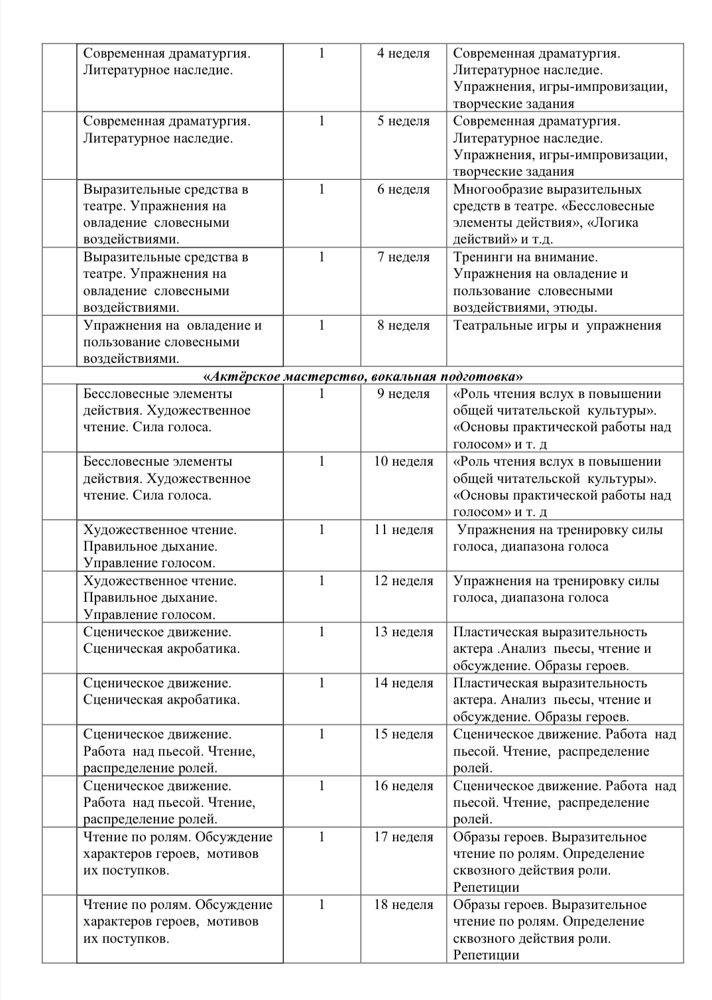 Современная драматургия.
Литературное наследие.
1
4 неделя
Современная драматургия.
Литературное наследие.
Упражнения, игры-импровизации,
творческие задания
Современная драматургия.
Литературное наследие.
1
5 неделя
Современная драматургия.
Литературное наследие.
Упражнения, игры-импровизации,
творческие задания
Выразительные средства в
театре. Упражнения на
овладение словесными
воздействиями.
1
6 неделя
Многообразие выразительных
средств в театре. «Бессловесные
элементы действия», «Логика
действий» и т.д.
Выразительные средства в
театре. Упражнения на
овладение словесными
воздействиями.
1
7 неделя
Тренинги на внимание.
Упражнения на овладение и
пользование словесными
воздействиями, этюды.
Упражнения на овладение и
пользование словесными
воздействиями.
1
8 неделя
Театральные игры и упражнения
«Актёрское мастерство, вокальная подготовка»
Бессловесные элементы
действия. Художественное
чтение. Сила голоса.
1
9 неделя
«Роль чтения вслух в повышении
общей читательской культуры».
«Основы практической работы над
голосом» и т. д
Бессловесные элементы
действия. Художественное
чтение. Сила голоса.
1
10 неделя
«Роль чтения вслух в повышении
общей читательской культуры».
«Основы практической работы над
голосом» и т. д
Художественное чтение.
Правильное дыхание.
Управление голосом.
1
11 неделя
Упражнения на тренировку силы
голоса, диапазона голоса
Художественное чтение.
Правильное дыхание.
Управление голосом.
1
12 неделя
Упражнения на тренировку силы
голоса, диапазона голоса
Сценическое движение.
Сценическая акробатика.
1
13 неделя
Пластическая выразительность
актера .Анализ пьесы, чтение и
обсуждение. Образы героев.
Сценическое движение.
Сценическая акробатика.
1
14 неделя
Пластическая выразительность
актера. Анализ пьесы, чтение и
обсуждение. Образы героев.
Сценическое движение.
Работа над пьесой. Чтение,
распределение ролей.
1
15 неделя
Сценическое движение. Работа над
пьесой. Чтение, распределение
ролей.
Сценическое движение.
Работа над пьесой. Чтение,
распределение ролей.
1
16 неделя
Сценическое движение. Работа над
пьесой. Чтение, распределение
ролей.
Чтение по ролям. Обсуждение
характеров героев, мотивов
их поступков.
1
17 неделя
Образы героев. Выразительное
чтение по ролям. Определение
сквозного действия роли.
Репетиции
Чтение по ролям. Обсуждение
характеров героев, мотивов
их поступков.
1
18 неделя
Образы героев. Выразительное
чтение по ролям. Определение
сквозного действия роли.
Репетиции